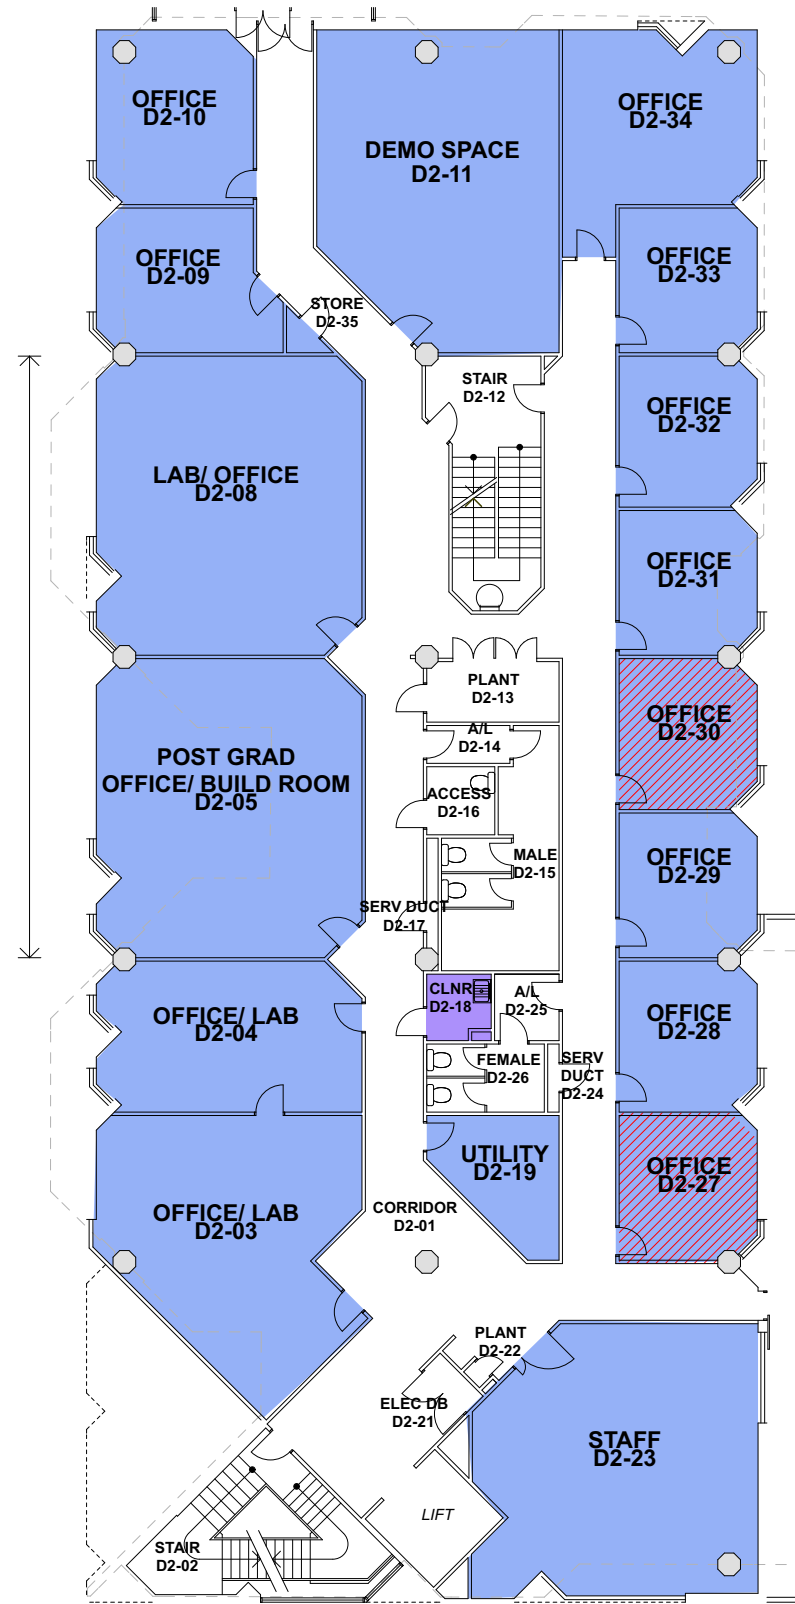 OFFICE
D2-10
DEMO SPACE
D2-11
OFFICE
D2-34
OFFICE
D2-09
OFFICE
D2-33
STORE
D2-35
STAIR
D2-12
OFFICE
D2-32
LAB/ OFFICE
D2-08
OFFICE
D2-31
PLANT
D2-13
OFFICE
D2-30
A/L
D2-14
POST GRAD
OFFICE/ BUILD ROOM
D2-05
ACCESS
D2-16
MALE
D2-15
OFFICE
D2-29
SERV DUCT
D2-17
CLNR
D2-18
A/L
D2-25
OFFICE/ LAB
D2-04
OFFICE
D2-28
FEMALE
D2-26
SERV
DUCT
D2-24
UTILITY
D2-19
OFFICE
D2-27
OFFICE/ LAB
D2-03
CORRIDOR
D2-01
PLANT
D2-22
ELEC DB
D2-21
STAFF
D2-23
LIFT
STAIR
D2-02